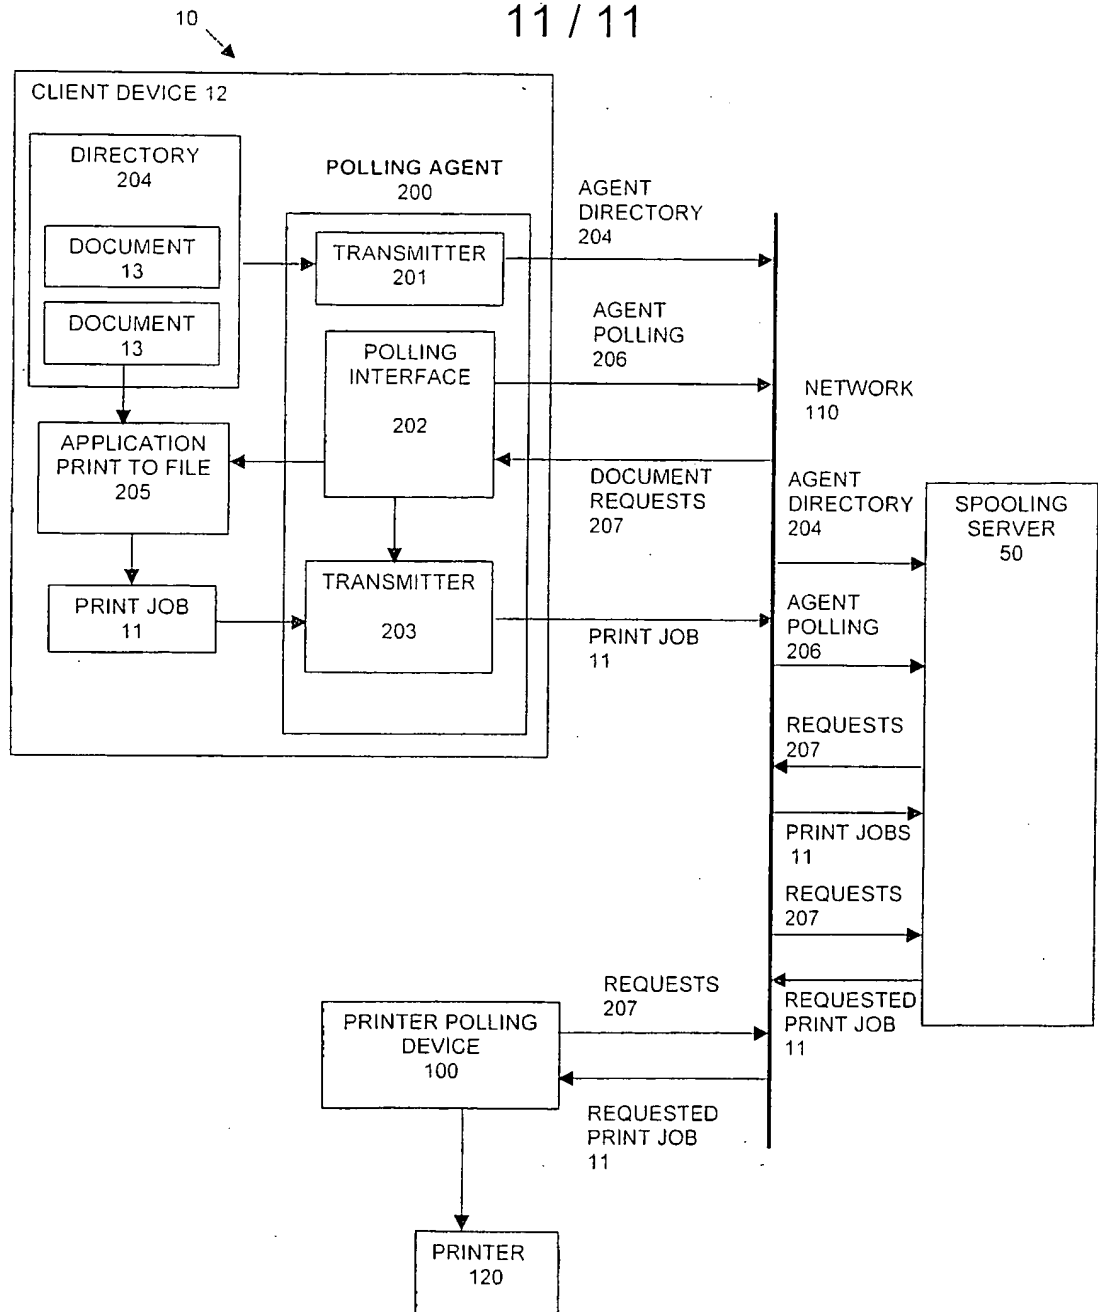 10
11 / 11
CLIENT DEVICE 12
DIRECTORY
204
DOCUMENT
13
DOCUMENT
13
APPLICATION
PRINT TO FILE
205
PRINT JOB
11
POLLING AGENT
200
TRANSMITTER
201
POLLING
INTERFACE
202
TRANSMITTER
203
AGENT
DIRECTORY
204
AGENT
POLLING
206
DOCUMENT
REQUESTS
207
PRINT JOB
11
NETWORK
110
AGENT
DIRECTORY
204
AGENT
POLLING
206
REQUESTS
207
PRINT JOBS
11
REQUESTS
207
REQUESTED
PRINT JOB
11
SPOOLING
SERVER
50
REQUESTS
207
PRINTER POLLING
DEVICE
100
REQUESTED
PRINT JOB
11
PRINTER
120